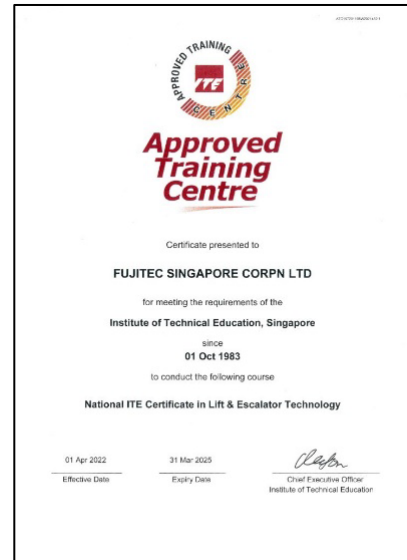 APPROVED TRAINING
ITE
CENTRE
Approved
Training
Centre
Certificate presented to
FUJITEC SINGAPORE CORPN LTD
for meeting the requirements of the
Institute of Technical Education, Singapore
since
01 Oct 1983
to conduct the following course
National ITE Certificate in Lift & Escalator Technology
01 Apr 2022 31 Mar 2025
Effective Date Expiry Date Chief Executive Officer
Institute of Technical Education